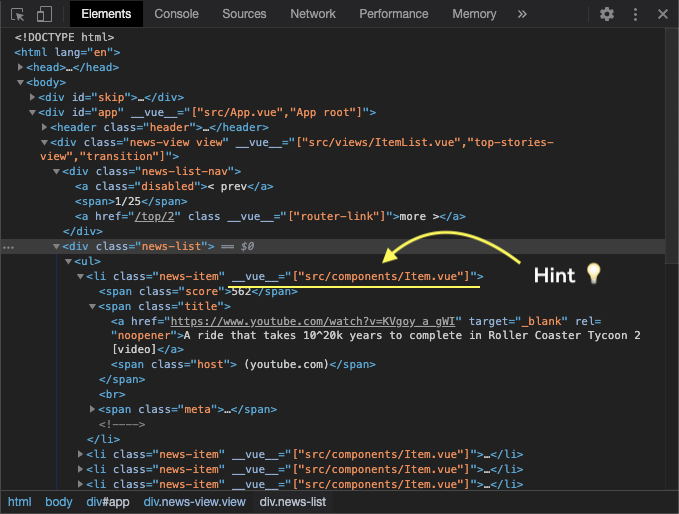 Elements Console Sources Network Performance Memory »
<!DOCTYPE html>
<html lang="en">
<head>…</head>
<body>
<div id="skip">…</div>
<div id="app" __vue__="["src/App.vue","App root"]">
<header class="header">…</header>
<div class="news-view view" __vue__="["src/views/ItemList.vue","top-stories-
view","transition"]">
<div class="news-list-nav">
<a class="disabled">< prev</a>
<span>1/25</span>
<a href="/top/2" class __vue__="["router-link"]">more ></a>
</div>
… <div class="news-list"> == $0
<ul>
<li class="news-item" __vue__="["src/components/Item.vue"]">
Hint 💡
<span class="score">562</span>
<span class="title">
<a href="https://www.youtube.com/watch?v=KVgoy_a_gWI" target="_blank" rel=
"noopener">A ride that takes 10^20k years to complete in Roller Coaster Tycoon 2
[video]</a>
<span class="host"> (youtube.com)</span>
</span>
<br>
<span class="meta">…</span>
<!---->
</li>
<li class="news-item" __vue__="["src/components/Item.vue"]">…</li>
<li class="news-item" __vue__="["src/components/Item.vue"]">…</li>
<li class="news-item" __vue__="["src/components/Item.vue"]">…</li>
html body div#app div.news-view.view div.news-list